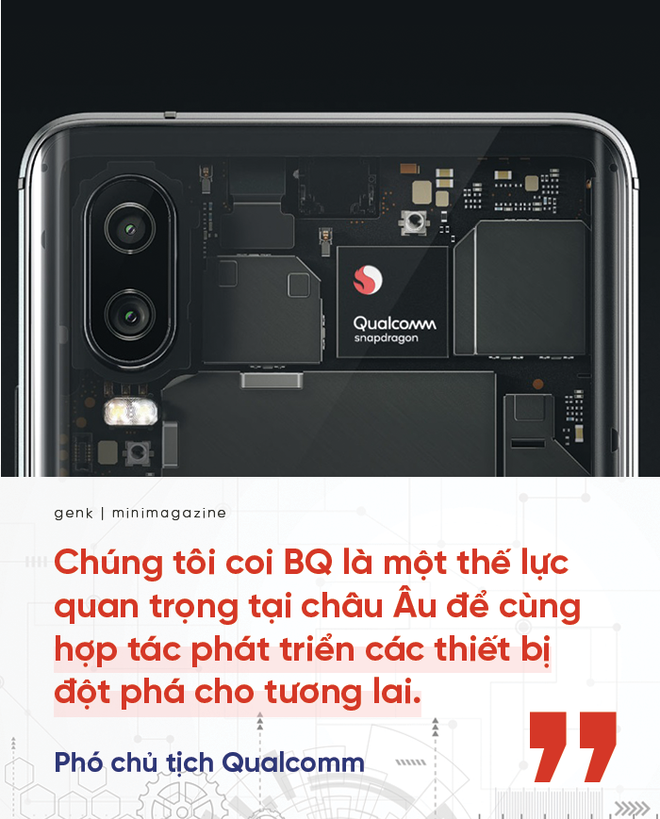 Qualcomm
snapdragon
genk | minimagazine
Chúng tôi coi BQ là một thế lực
quan trọng tại châu Âu để cùng
hợp tác phát triển các thiết bị
đột phá cho tương lai.
Phó chủ tịch Qualcomm
”